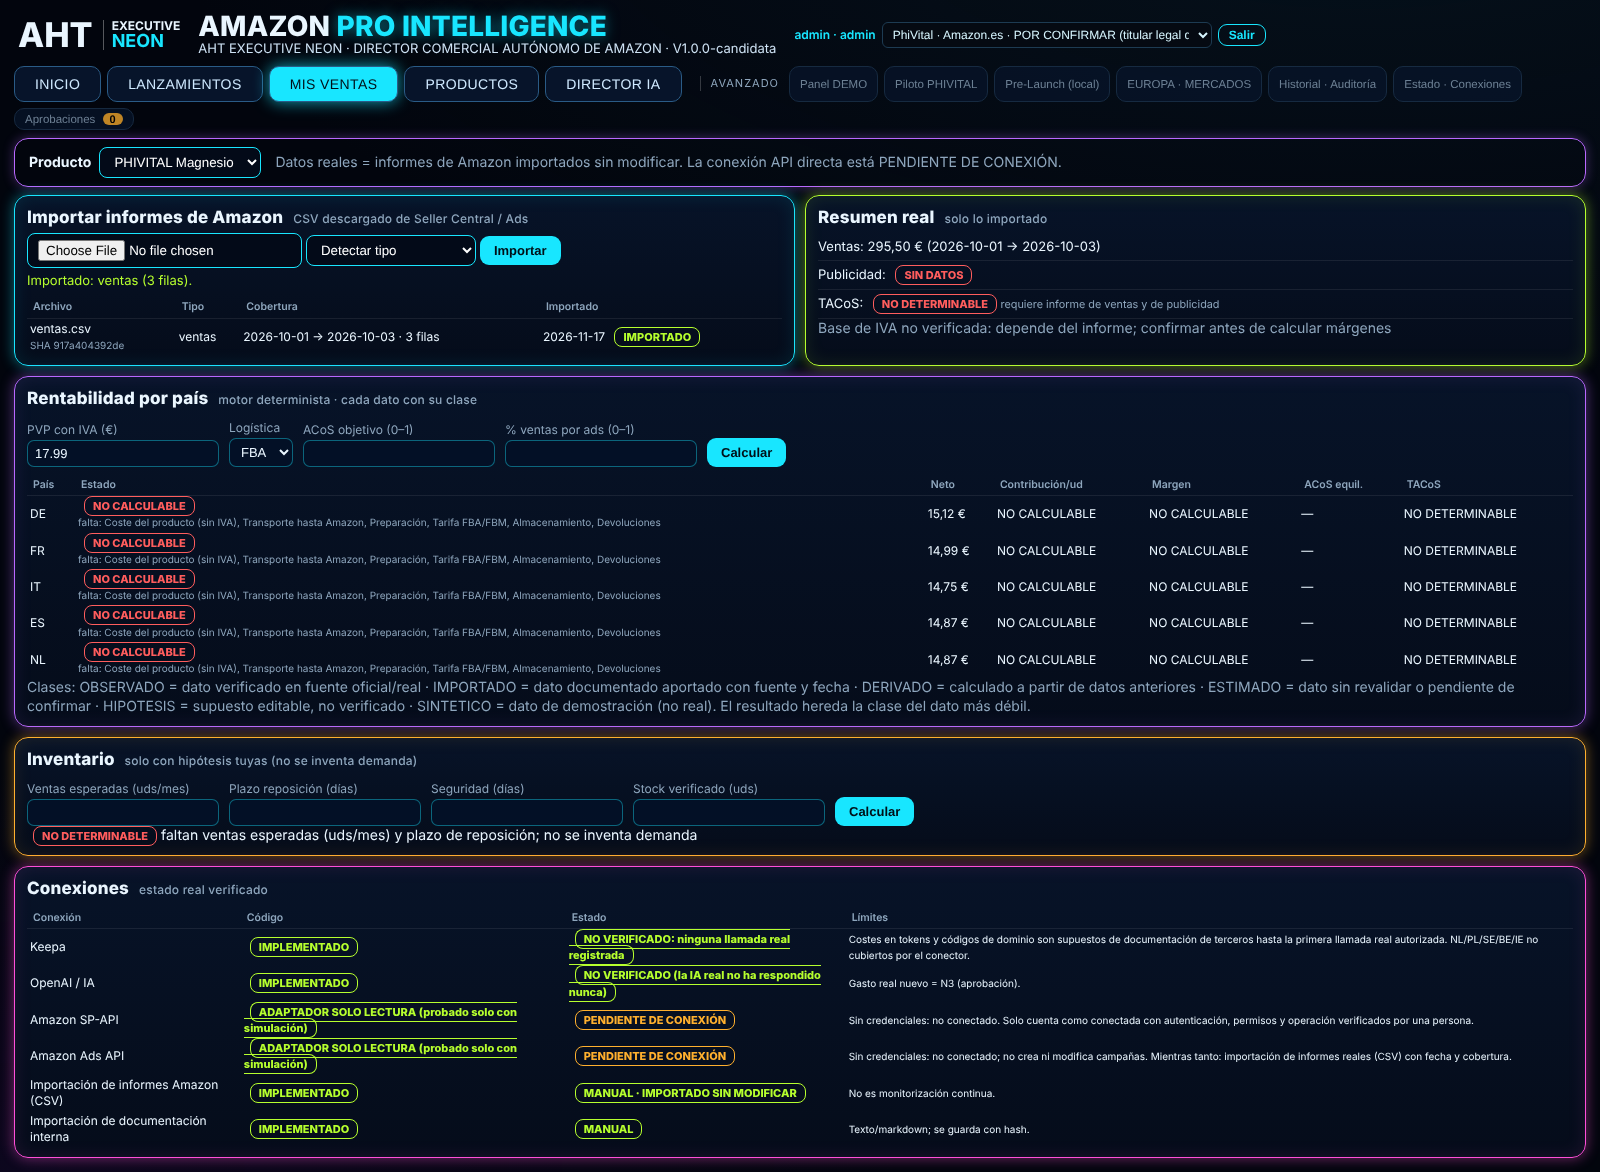 AHT EXECUTIVE NEON
AMAZON PRO INTELLIGENCE
AHT EXECUTIVE NEON · DIRECTOR COMERCIAL AUTÓNOMO DE AMAZON · V1.0.0-candidata
admin · admin PhiVital · Amazon.es · POR CONFIRMAR (titular legal c Salir
INICIO LANZAMIENTOS MIS VENTAS PRODUCTOS DIRECTOR IA AVANZADO Panel DEMO Piloto PHIVITAL Pre-Launch (local) EUROPA · MERCADOS Historial · Auditoría Estado · Conexiones
Aprobaciones 0
Producto PHIVITAL Magnesio Datos reales = informes de Amazon importados sin modificar. La conexión API directa está PENDIENTE DE CONEXIÓN.
Importar informes de Amazon CSV descargado de Seller Central / Ads
Choose File No file chosen Detectar tipo Importar
Importado: ventas (3 filas).
Archivo Tipo Cobertura Importado
ventas.csv
SHA 917a404392de
ventas 2026-10-01 → 2026-10-03 · 3 filas 2026-11-17 IMPORTADO
Resumen real solo lo importado
Ventas: 295,50 € (2026-10-01 → 2026-10-03)
Publicidad: SIN DATOS
TACoS: NO DETERMINABLE requiere informe de ventas y de publicidad
Base de IVA no verificada: depende del informe; confirmar antes de calcular márgenes
Rentabilidad por país motor determinista · cada dato con su clase
PVP con IVA (€) Logística ACoS objetivo (0–1) % ventas por ads (0–1)
17.99 FBA Calcular
País Estado Neto Contribución/ud Margen ACoS equil. TACoS
DE NO CALCULABLE 15,12 € NO CALCULABLE NO CALCULABLE — NO DETERMINABLE
falta: Coste del producto (sin IVA), Transporte hasta Amazon, Preparación, Tarifa FBA/FBM, Almacenamiento, Devoluciones
FR NO CALCULABLE 14,99 € NO CALCULABLE NO CALCULABLE — NO DETERMINABLE
falta: Coste del producto (sin IVA), Transporte hasta Amazon, Preparación, Tarifa FBA/FBM, Almacenamiento, Devoluciones
IT NO CALCULABLE 14,75 € NO CALCULABLE NO CALCULABLE — NO DETERMINABLE
falta: Coste del producto (sin IVA), Transporte hasta Amazon, Preparación, Tarifa FBA/FBM, Almacenamiento, Devoluciones
ES NO CALCULABLE 14,87 € NO CALCULABLE NO CALCULABLE — NO DETERMINABLE
falta: Coste del producto (sin IVA), Transporte hasta Amazon, Preparación, Tarifa FBA/FBM, Almacenamiento, Devoluciones
NL NO CALCULABLE 14,87 € NO CALCULABLE NO CALCULABLE — NO DETERMINABLE
falta: Coste del producto (sin IVA), Transporte hasta Amazon, Preparación, Tarifa FBA/FBM, Almacenamiento, Devoluciones
Clases: OBSERVADO = dato verificado en fuente oficial/real · IMPORTADO = dato documentado aportado con fuente y fecha · DERIVADO = calculado a partir de datos anteriores · ESTIMADO = dato sin revalidar o pendiente de
confirmar · HIPOTESIS = supuesto editable, no verificado · SINTETICO = dato de demostración (no real). El resultado hereda la clase del dato más débil.
Inventario solo con hipótesis tuyas (no se inventa demanda)
Ventas esperadas (uds/mes) Plazo reposición (días) Seguridad (días) Stock verificado (uds)
Calcular
NO DETERMINABLE faltan ventas esperadas (uds/mes) y plazo de reposición; no se inventa demanda
Conexiones estado real verificado
Conexión Código Estado Límites
Keepa IMPLEMENTADO NO VERIFICADO: ninguna llamada real registrada Costes en tokens y códigos de dominio son supuestos de documentación de terceros hasta la primera llamada real autorizada. NL/PL/SE/BE/IE no
cubiertos por el conector.
OpenAI / IA IMPLEMENTADO NO VERIFICADO (la IA real no ha respondido nunca) Gasto real nuevo = N3 (aprobación).
Amazon SP-API ADAPTADOR SOLO LECTURA (probado solo con simulación) PENDIENTE DE CONEXIÓN Sin credenciales: no conectado. Solo cuenta como conectada con autenticación, permisos y operación verificados por una persona.
Amazon Ads API ADAPTADOR SOLO LECTURA (probado solo con simulación) PENDIENTE DE CONEXIÓN Sin credenciales: no conectado; no crea ni modifica campañas. Mientras tanto: importación de informes reales (CSV) con fecha y cobertura.
Importación de informes Amazon (CSV) IMPLEMENTADO MANUAL · IMPORTADO SIN MODIFICAR No es monitorización continua.
Importación de documentación interna IMPLEMENTADO MANUAL Texto/markdown; se guarda con hash.